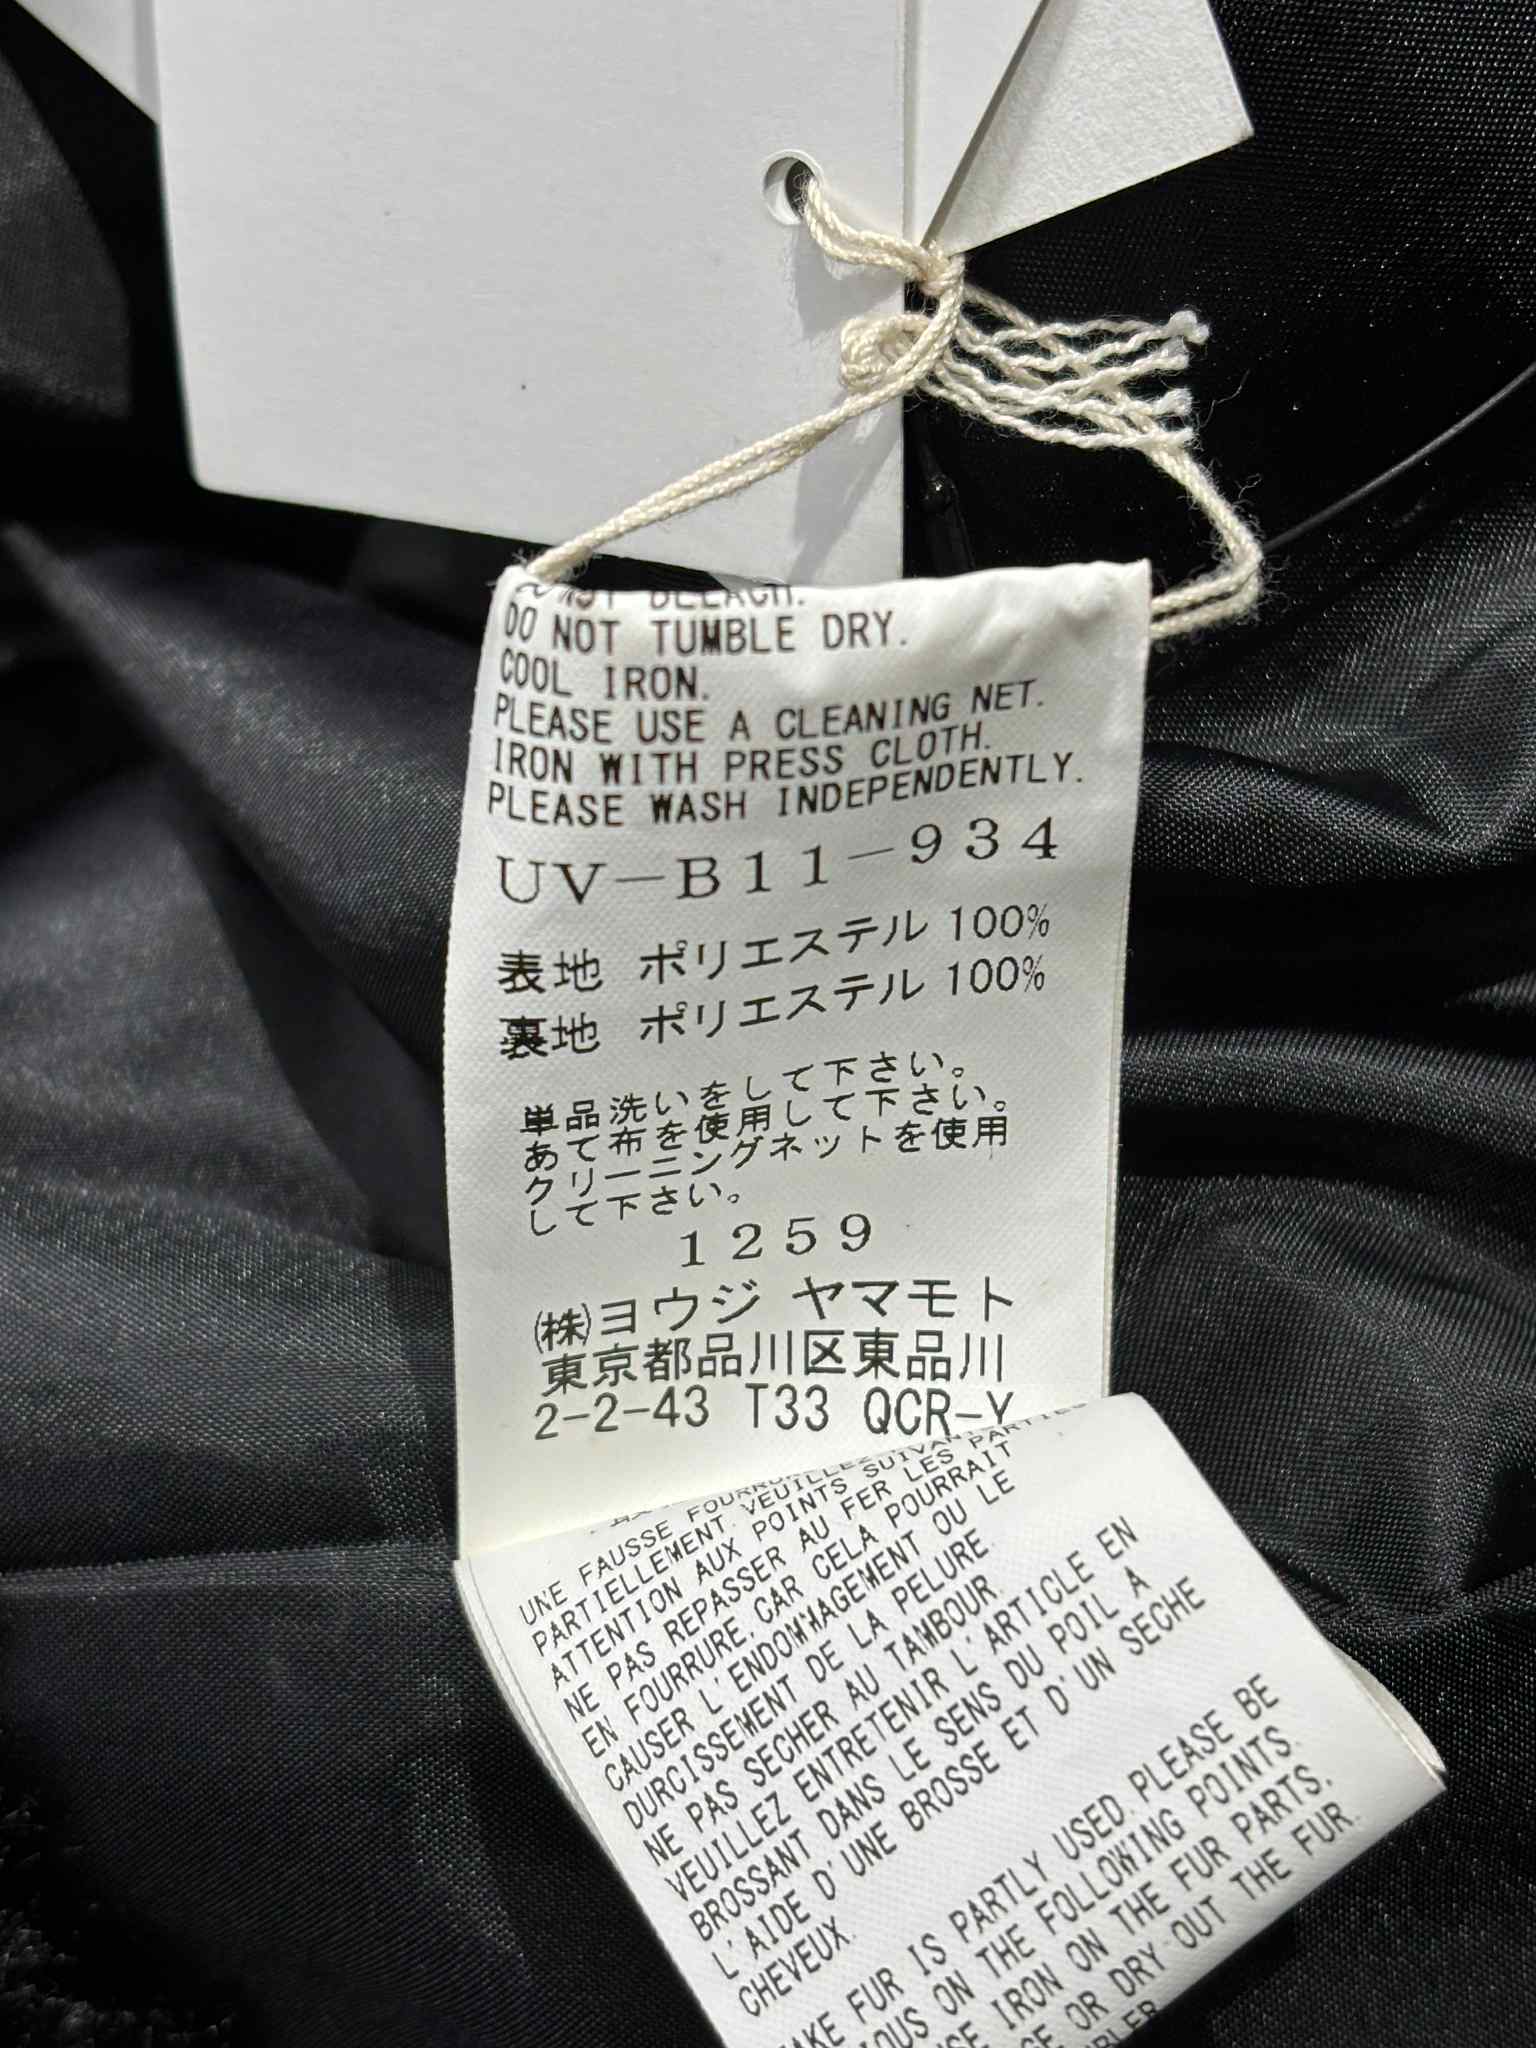 NOT BLEACH.
DO NOT TUMBLE DRY.
COOL IRON.
PLEASE USE A CLEANING NET.
IRON WITH PRESS CLOTH.
PLEASE WASH INDEPENDENTLY.
UV-B11-934
表地 ポリエステル 100%
裏地 ポリエステル 100%
単品洗いをして下さい。
あて布を使用して下さい。
クリーニングネットを使用
して下さい。
1259
㈱ヨウジ ヤマモト
東京都品川区東品川
2-2-43 T33 QCR-Y
UNE FAUSSE
PARTIELLEMENT. VEUILLEZ
ATTENTION AUX POINTS
NE PAS REPASSER AU FER LES PARTIES
EN FOURRURE, CAR CELA POURRAIT
CAUSER L'ENDOMMAGEMENT OU LE
DURCISSEMENT DE LA PELURE.
NE PAS SECHER AU TAMBOUR.
VEUILLEZ ENTRETENIR L'ARTICLE EN
BROSSANT DANS LE SENS DU POIL A
L'AIDE D'UNE BROSSE ET D'UN SECHE
CHEVEUX.
FUR IS PARTLY USED. PLEASE BE
ON THE FOLLOWING POINTS.
IRON ON THE FUR PARTS.
OR DRY OUT THE FUR.